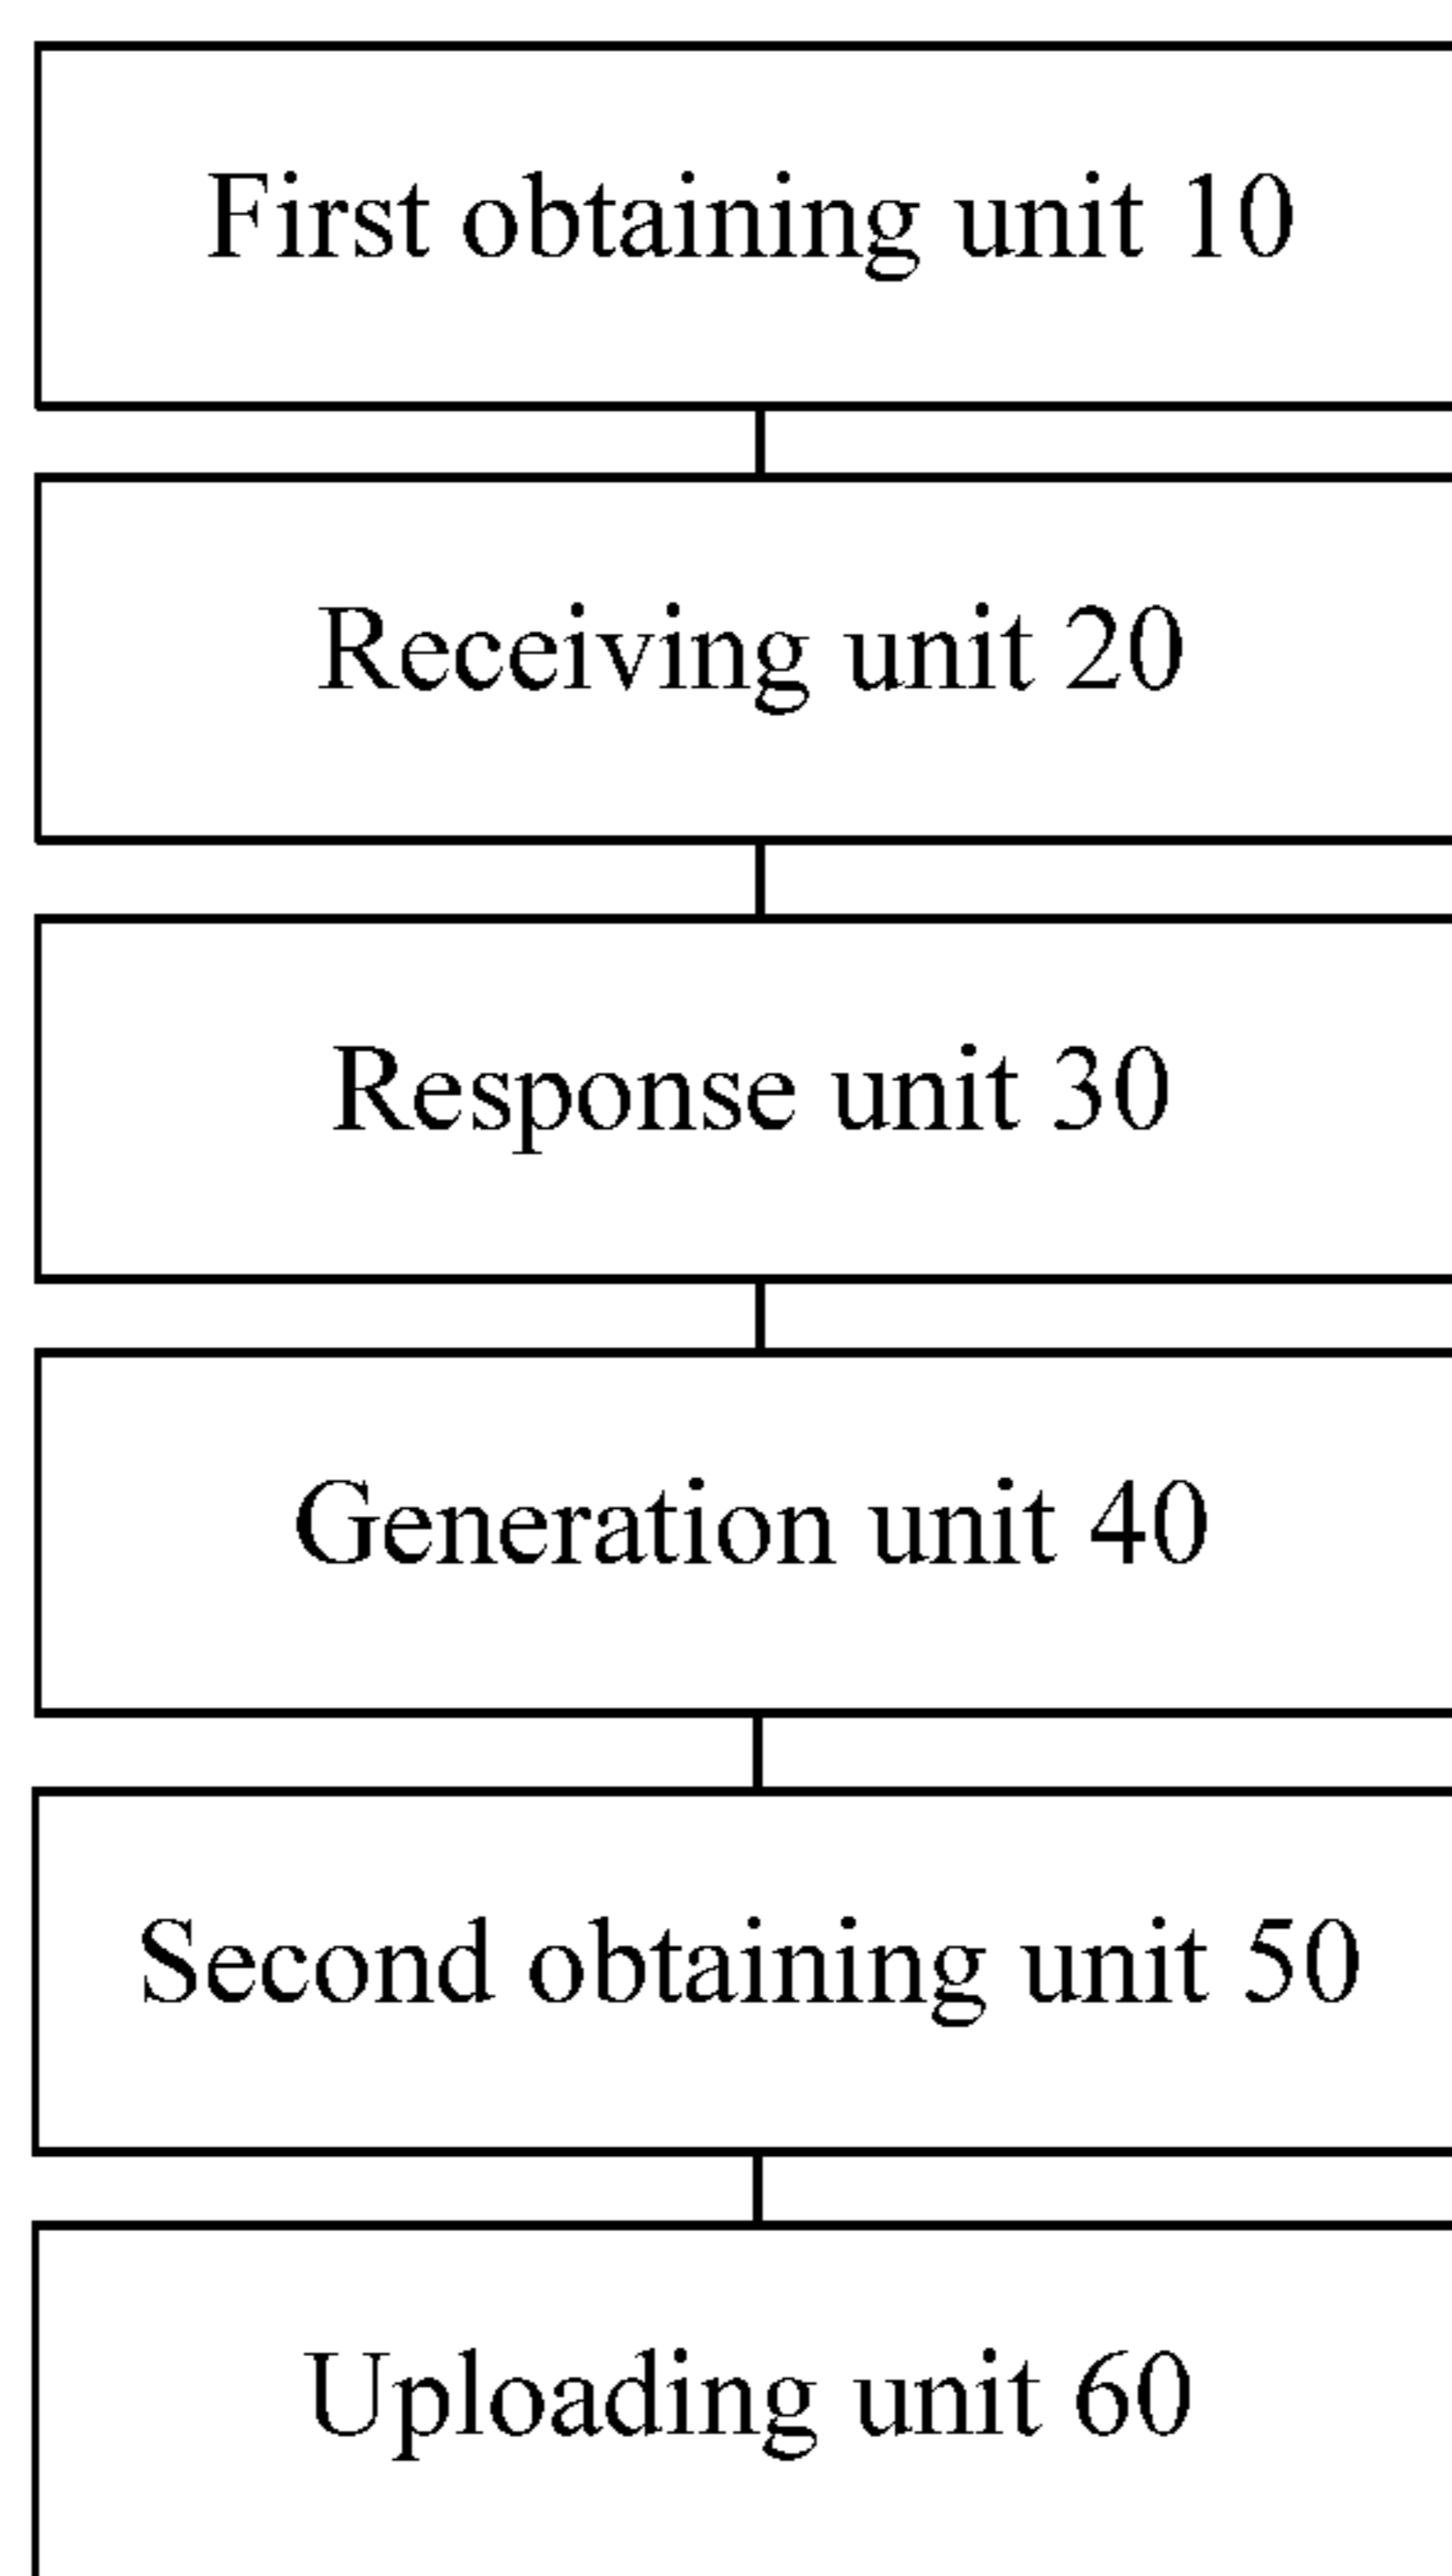 First obtaining unit 10
Receiving unit 20
Response unit 30
Generation unit 40
Second obtaining unit 50
Uploading unit 60